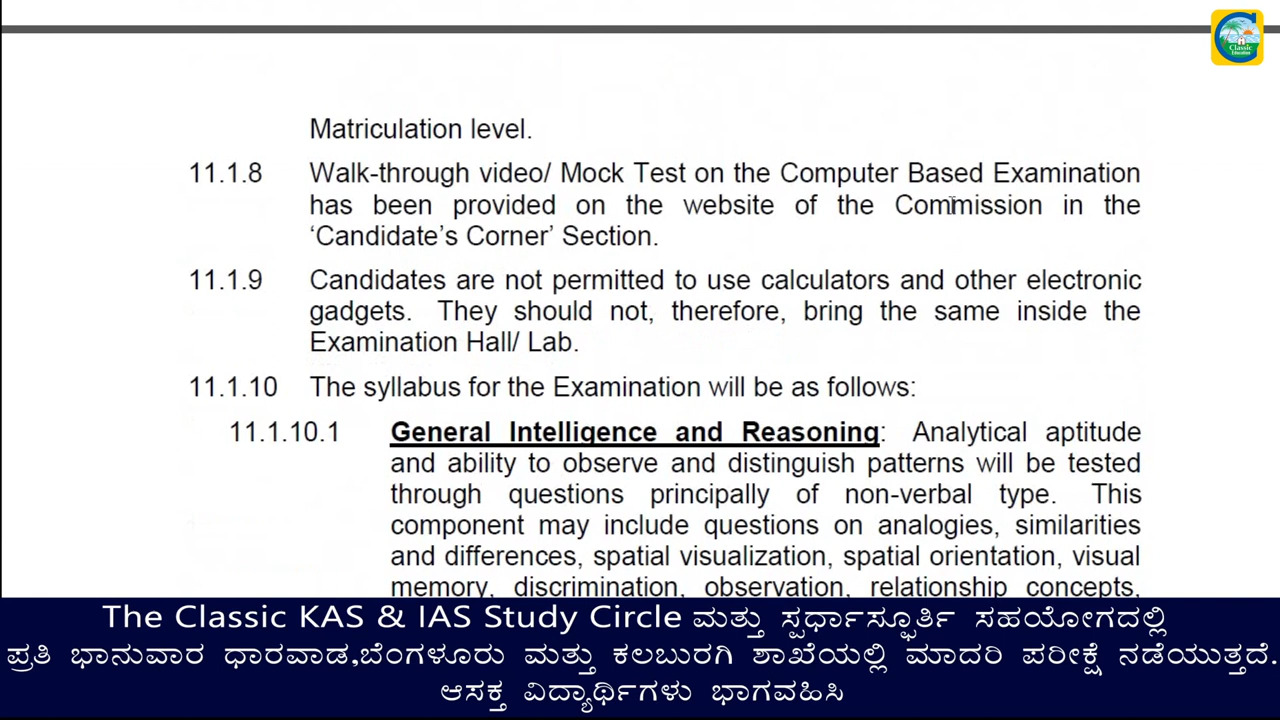 Classic
Education
Matriculation level.
11.1.8 Walk-through video/ Mock Test on the Computer Based Examination
has been provided on the website of the Commission in the
‘Candidate’s Corner’ Section.
11.1.9 Candidates are not permitted to use calculators and other electronic
gadgets. They should not, therefore, bring the same inside the
Examination Hall/ Lab.
11.1.10 The syllabus for the Examination will be as follows:
11.1.10.1 General Intelligence and Reasoning: Analytical aptitude
and ability to observe and distinguish patterns will be tested
through questions principally of non-verbal type. This
component may include questions on analogies, similarities
and differences, spatial visualization, spatial orientation, visual
memory, discrimination, observation, relationship concepts,
The Classic KAS & IAS Study Circle ಮತ್ತು ಸ್ಪರ್ಧಾಸ್ಫೂರ್ತಿ ಸಹಯೋಗದಲ್ಲಿ
ಪ್ರತಿ ಭಾನುವಾರ ಧಾರವಾಡ,ಬೆಂಗಳೂರು ಮತ್ತು ಕಲಬುರಗಿ ಶಾಖೆಯಲ್ಲಿ ಮಾದರಿ ಪರೀಕ್ಷೆ ನಡೆಯುತ್ತದೆ.
ಆಸಕ್ತ ವಿದ್ಯಾರ್ಥಿಗಳು ಭಾಗವಹಿಸಿ